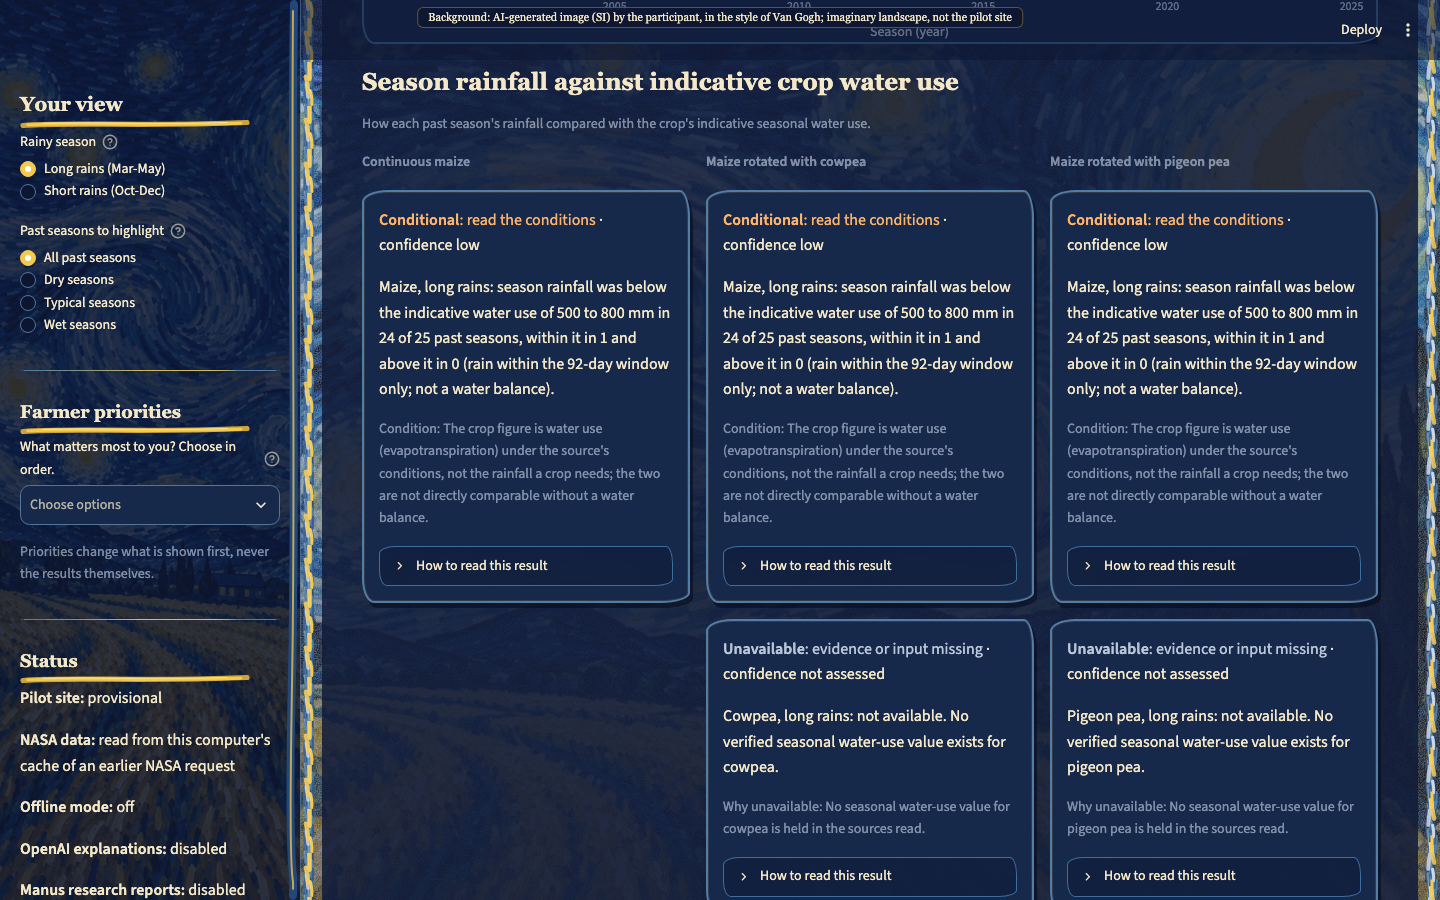 2005 2010 2015 2020 2025
Background: AI-generated image (SI) by the participant, in the style of Van Gogh; imaginary landscape, not the pilot site
Season (year)
Deploy
Your view
Rainy season
Long rains (Mar-May)
Short rains (Oct-Dec)
Past seasons to highlight
All past seasons
Dry seasons
Typical seasons
Wet seasons
Farmer priorities
What matters most to you? Choose in
order.
Choose options
Priorities change what is shown first, never
the results themselves.
Status
Pilot site: provisional
NASA data: read from this computer's
cache of an earlier NASA request
Offline mode: off
OpenAI explanations: disabled
Manus research reports: disabled
Season rainfall against indicative crop water use
How each past season's rainfall compared with the crop's indicative seasonal water use.
Continuous maize
Conditional: read the conditions ·
confidence low
Maize, long rains: season rainfall was below
the indicative water use of 500 to 800 mm in
24 of 25 past seasons, within it in 1 and
above it in 0 (rain within the 92-day window
only; not a water balance).
Condition: The crop figure is water use
(evapotranspiration) under the source's
conditions, not the rainfall a crop needs; the two
are not directly comparable without a water
balance.
How to read this result
Maize rotated with cowpea
Conditional: read the conditions ·
confidence low
Maize, long rains: season rainfall was below
the indicative water use of 500 to 800 mm in
24 of 25 past seasons, within it in 1 and
above it in 0 (rain within the 92-day window
only; not a water balance).
Condition: The crop figure is water use
(evapotranspiration) under the source's
conditions, not the rainfall a crop needs; the two
are not directly comparable without a water
balance.
How to read this result
Unavailable: evidence or input missing ·
confidence not assessed
Cowpea, long rains: not available. No
verified seasonal water-use value exists for
cowpea.
Why unavailable: No seasonal water-use value for
cowpea is held in the sources read.
How to read this result
Maize rotated with pigeon pea
Conditional: read the conditions ·
confidence low
Maize, long rains: season rainfall was below
the indicative water use of 500 to 800 mm in
24 of 25 past seasons, within it in 1 and
above it in 0 (rain within the 92-day window
only; not a water balance).
Condition: The crop figure is water use
(evapotranspiration) under the source's
conditions, not the rainfall a crop needs; the two
are not directly comparable without a water
balance.
How to read this result
Unavailable: evidence or input missing ·
confidence not assessed
Pigeon pea, long rains: not available. No
verified seasonal water-use value exists for
pigeon pea.
Why unavailable: No seasonal water-use value for
pigeon pea is held in the sources read.
How to read this result